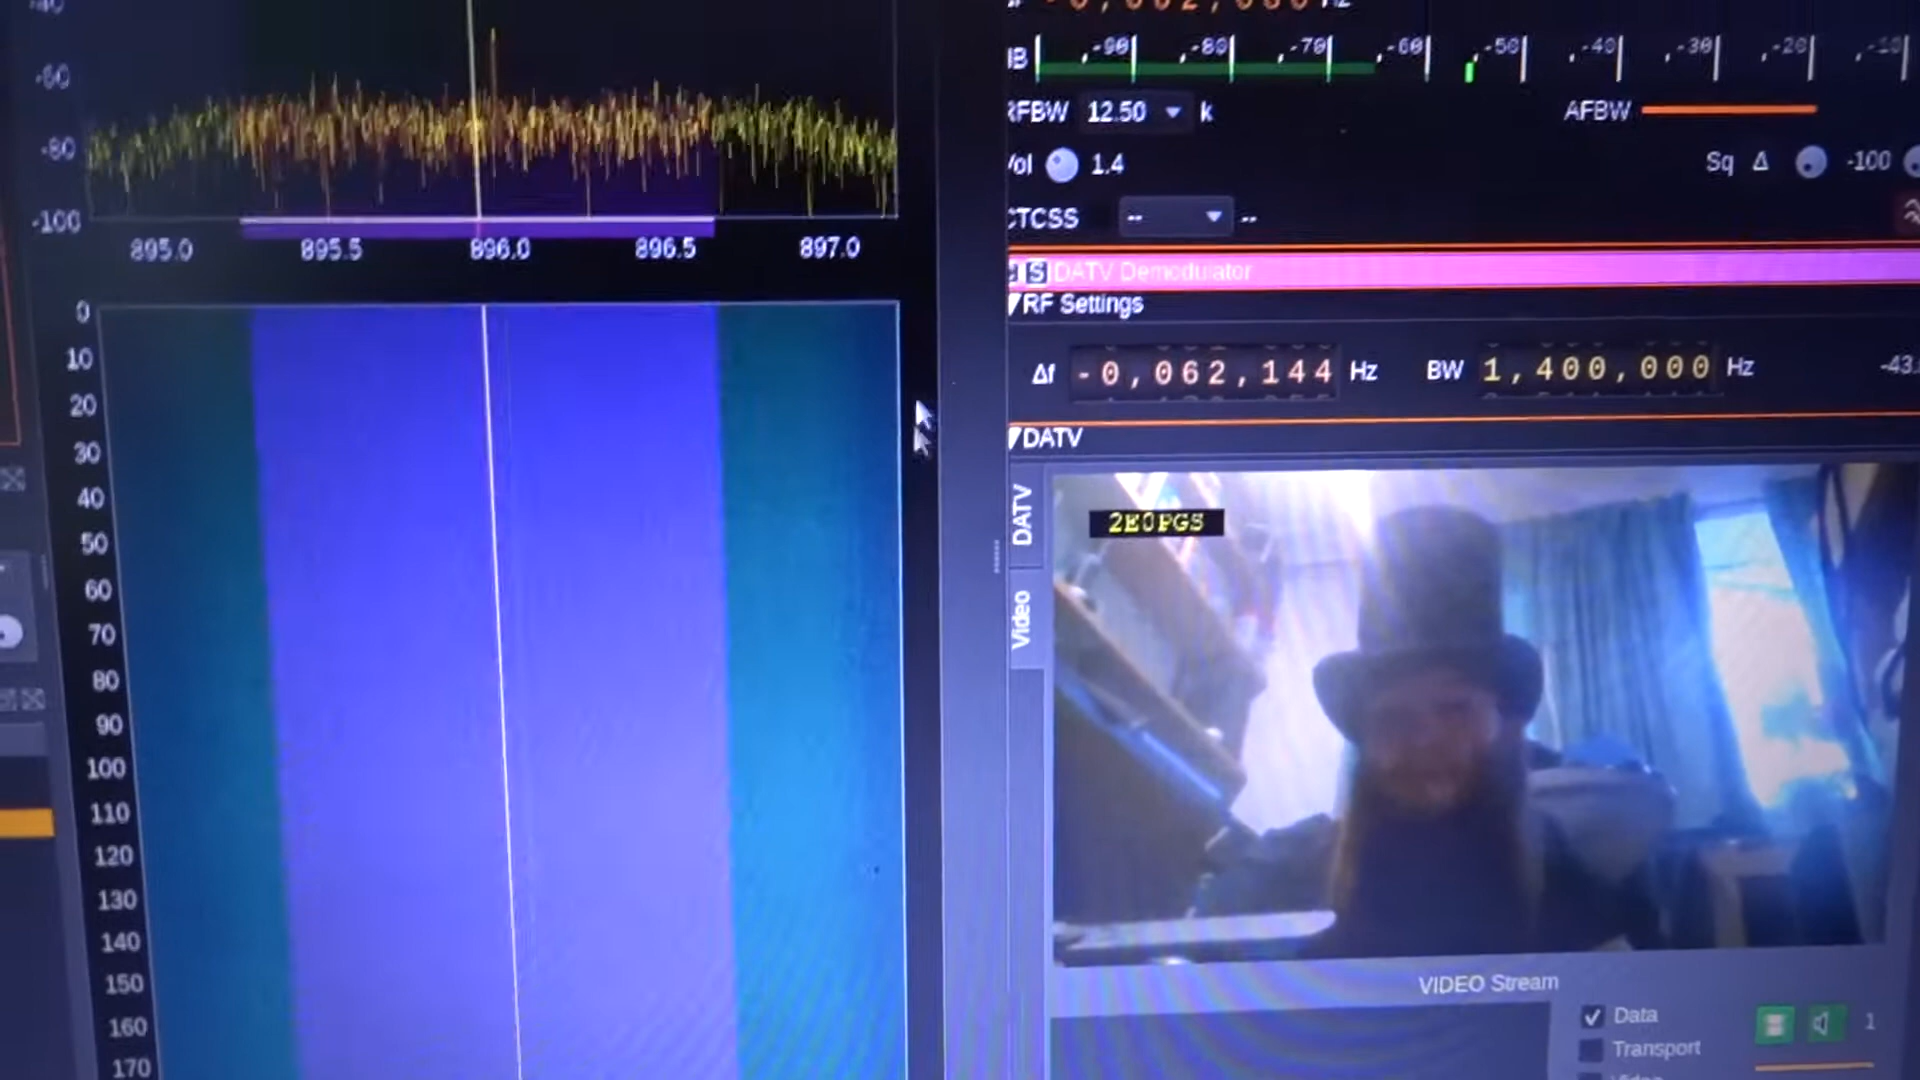 -60
-80
-100
895.0 895.5 896.0 896.5 897.0
0
10
20
30
40
50
60
70
80
90
100
110
120
130
140
150
160
170
-90 -80 -70 -60 -50 -40 -30 -20 -10
RFBW 12.50 k AFBW
Vol 1.4 Sq Δ -100
CTCSS -- --
S DATV Demodulator
RF Settings
Δf -0,062,144 Hz BW 1,400,000 Hz
DATV
DATV
Video
2E0PGS
VIDEO Stream
Data 1
Transport